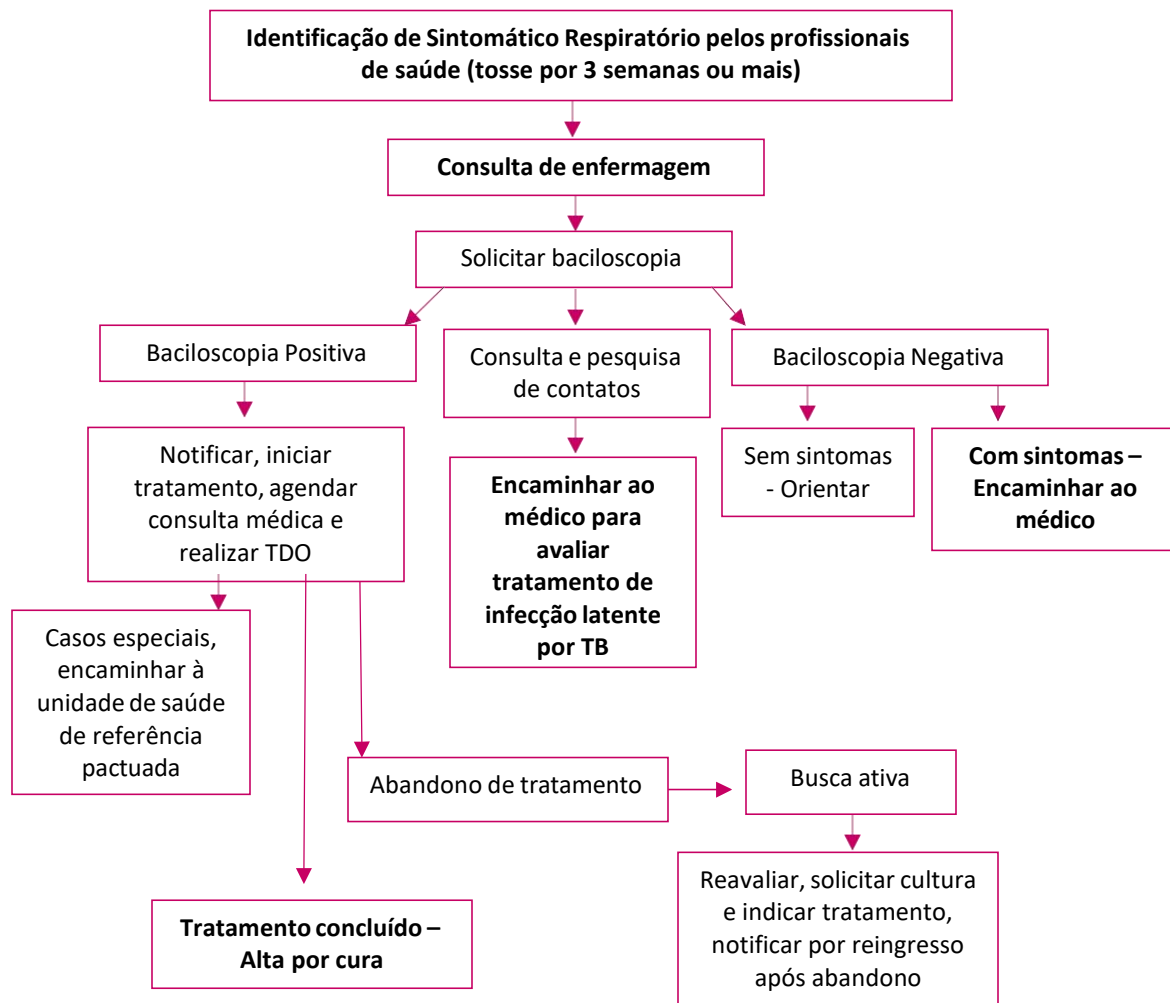 Identificação de Sintomático Respiratório pelos profissionais
de saúde (tosse por 3 semanas ou mais)
Consulta de enfermagem
Solicitar baciloscopia
Baciloscopia Positiva
Consulta e pesquisa
de contatos
Baciloscopia Negativa
Notificar, iniciar
tratamento, agendar
consulta médica e
realizar TDO
Encaminhar ao
médico para
avaliar
tratamento de
infecção latente
por TB
Sem sintomas
- Orientar
Com sintomas –
Encaminhar ao
médico
Casos especiais,
encaminhar à
unidade de saúde
de referência
pactuada
Abandono de tratamento
Busca ativa
Tratamento concluído –
Alta por cura
Reavaliar, solicitar cultura
e indicar tratamento,
notificar por reingresso
após abandono